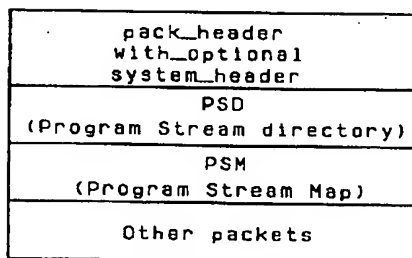 pack_header
with_optional
system_header
PSD
(Program Stream directory)
PSM
(Program Stream Map)
Other packets